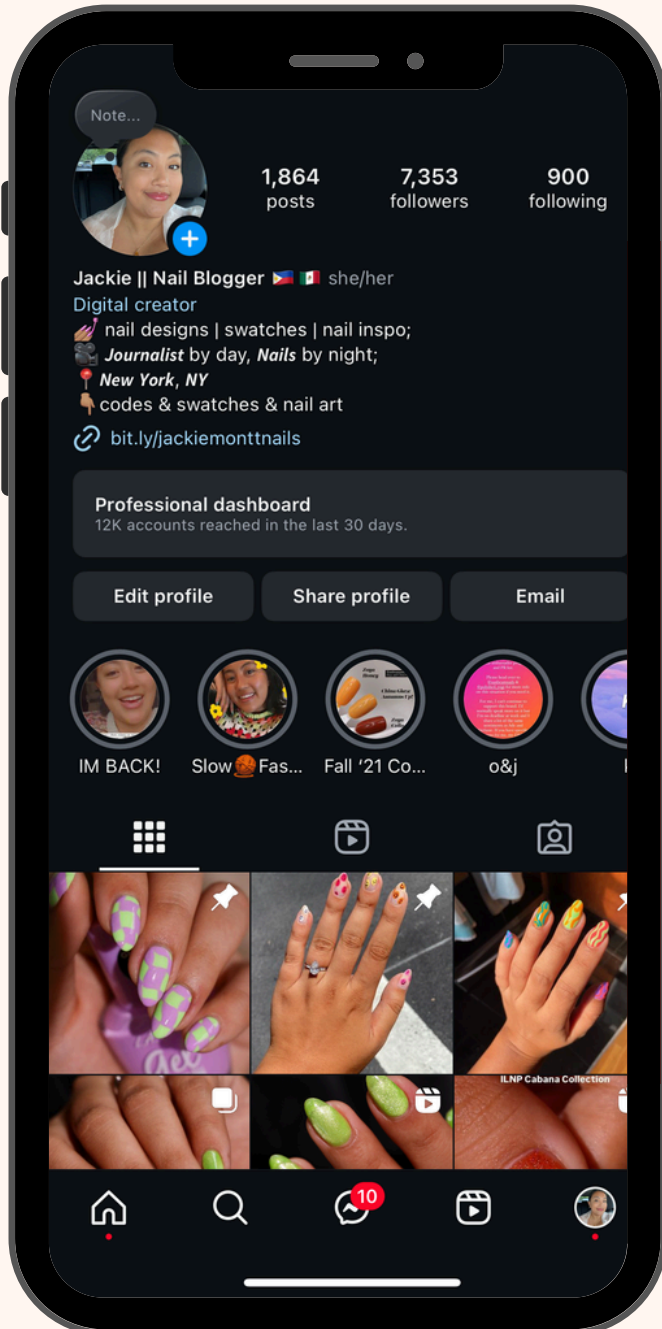 Note...
1,864 7,353 900
posts followers following
Jackie || Nail Blogger 🇵🇭 🇲🇽 she/her
Digital creator
💅🏽 nail designs | swatches | nail inspo;
🎥 Journalist by day, Nails by night;
📍 New York, NY
👇🏽 codes & swatches & nail art
bit.ly/jackiemonttnails
Professional dashboard
12K accounts reached in the last 30 days.
Edit profile Share profile Email
IM BACK! Slow🧶Fas... Fall ‘21 Co... o&j
gel
ILNP Cabana Collection
10